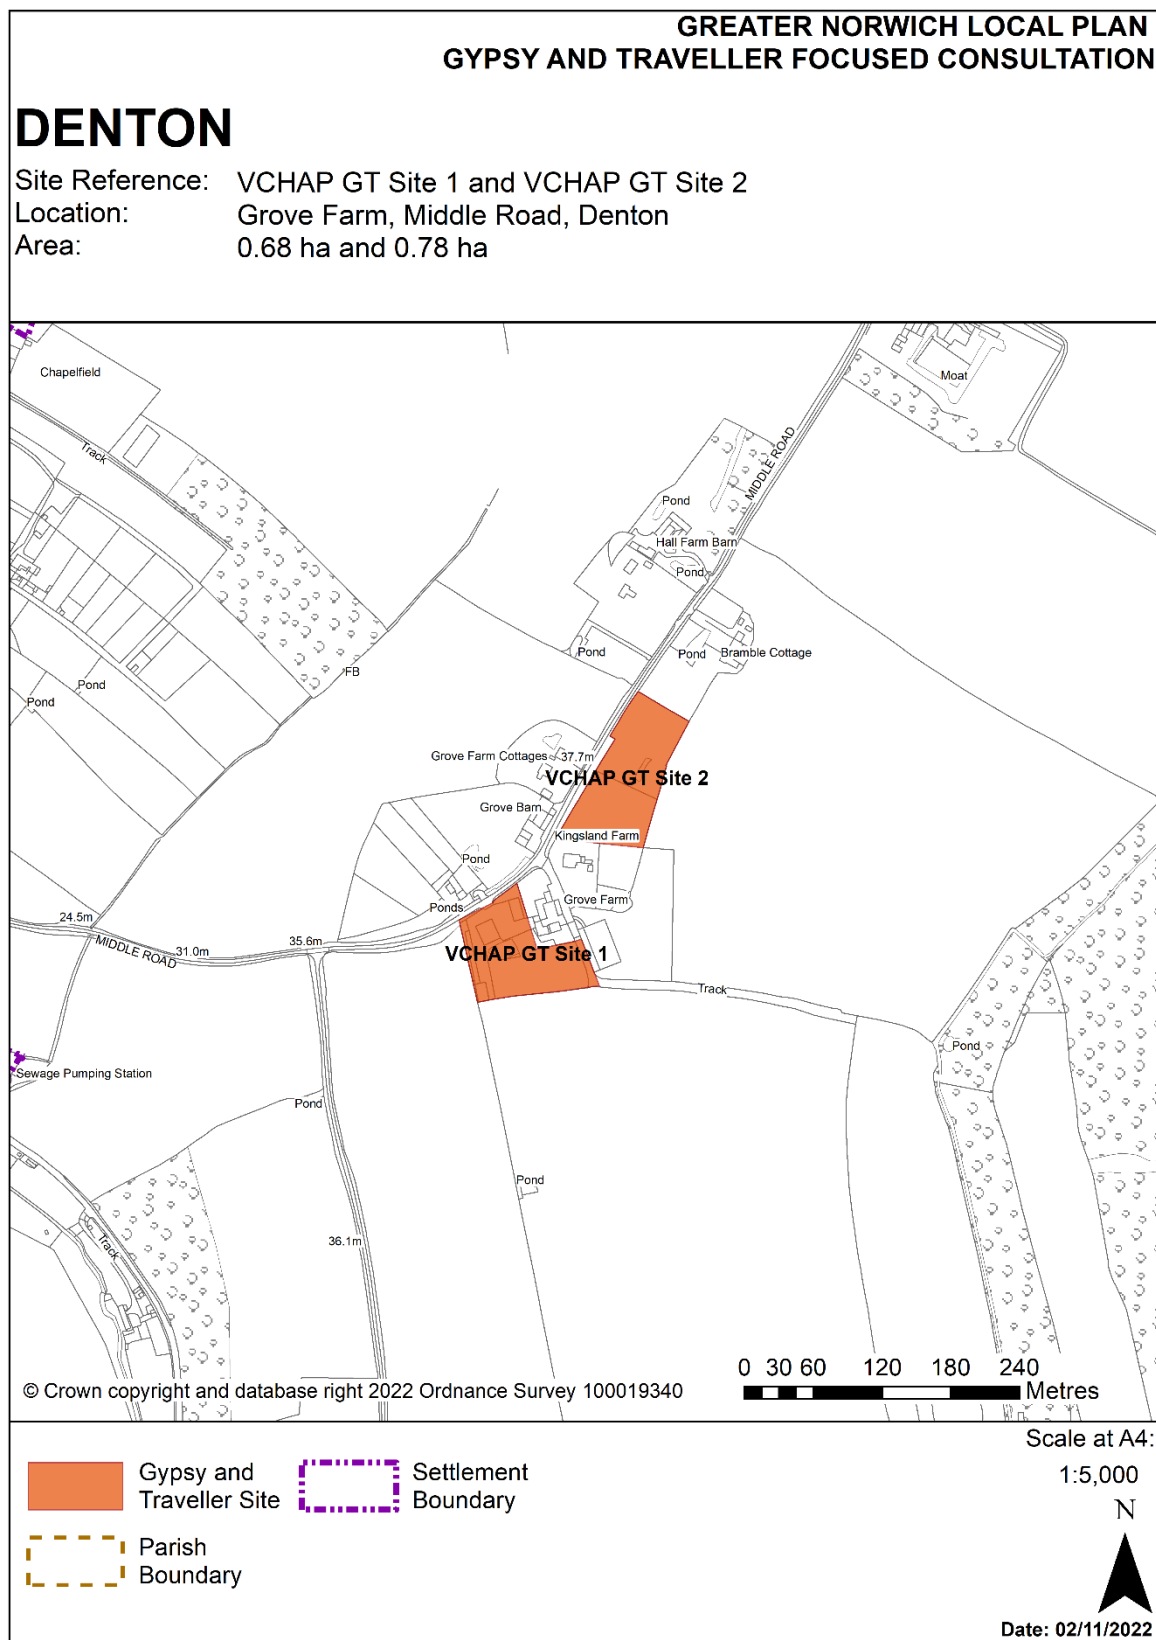 GREATER NORWICH LOCAL PLAN
GYPSY AND TRAVELLER FOCUSED CONSULTATION
DENTON
Site Reference: VCHAP GT Site 1 and VCHAP GT Site 2
Location: Grove Farm, Middle Road, Denton
Area: 0.68 ha and 0.78 ha
Chapelfield
Moat
Track
MIDDLE ROAD
Pond
Hall Farm Barn
Pond
Pond
Pond
Bramble Cottage
FB
Pond
Pond
Grove Farm Cottages
37.7m
VCHAP GT Site 2
Grove Barn
Kingsland Farm
Pond
Grove Farm
Ponds
24.5m
MIDDLE ROAD
31.0m
35.6m
VCHAP GT Site 1
Track
Pond
Sewage Pumping Station
Pond
Pond
36.1m
Track
0 30 60 120 180 240
Metres
© Crown copyright and database right 2022 Ordnance Survey 100019340
Gypsy and
Traveller Site
Settlement
Boundary
Parish
Boundary
Scale at A4:
1:5,000
N
Date: 02/11/2022